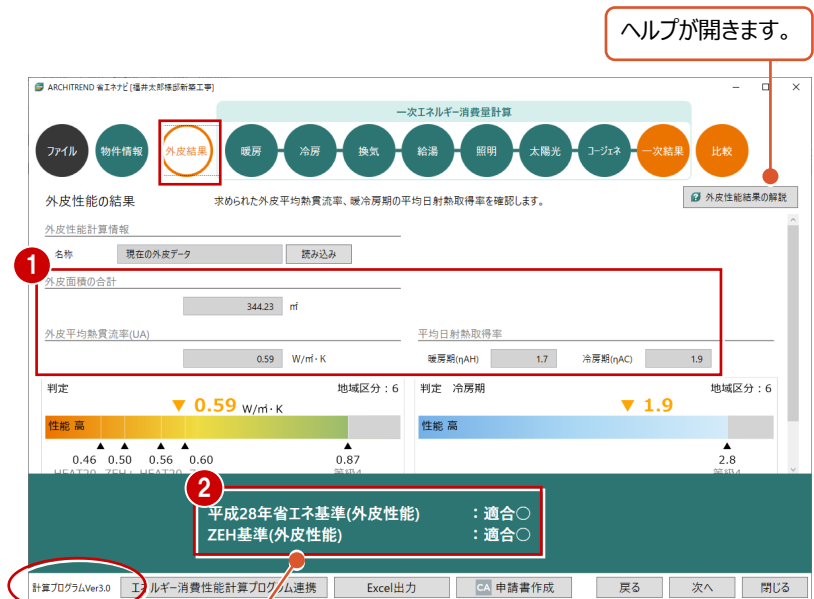 ヘルプが開きます。
ARCHITREND 省エネナビ [福井太郎様邸新築工事]
一次エネルギー消費量計算
ファイル 物件情報 外皮結果 暖房 冷房 換気 給湯 照明 太陽光 コージェネ 一次結果 比較
外皮性能の結果 求められた外皮平均熱貫流率、暖冷房期の平均日射熱取得率を確認します。 外皮性能結果の解説
外皮性能計算情報
名称 現在の外皮データ 読み込み
1
外皮面積の合計
344.23 ㎡
外皮平均熱貫流率(UA) 平均日射熱取得率
0.59 W/㎡・K 暖房期(ηAH) 1.7 冷房期(ηAC) 1.9
判定 地域区分：6 判定 冷房期 地域区分：6
▼ 0.59 W/㎡・K ▼ 1.9
性能 高 性能 高
▲ ▲ ▲ ▲ ▲ ▲
0.46 0.50 0.56 0.60 0.87 2.8
HEAT20 ZEH+ HEAT20 等級4 等級4
2
平成28年省エネ基準(外皮性能) ：適合○
ZEH基準(外皮性能) ：適合○
計算プログラムVer3.0 エネルギー消費性能計算プログラム連携 Excel出力 CA 申請書作成 戻る 次へ 閉じる